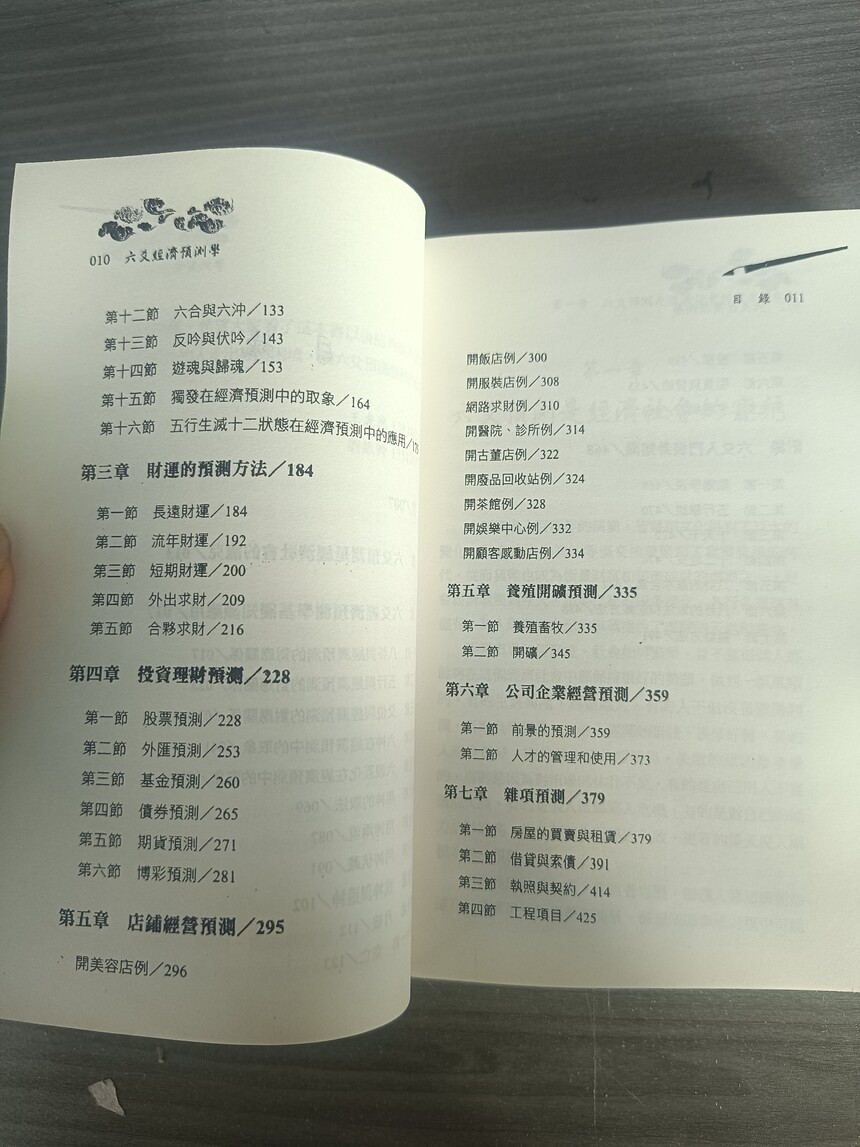 010 六爻經濟預測學
第十二節 六合與六沖／133
第十三節 反吟與伏吟／143
第十四節 遊魂與歸魂／153
第十五節 獨發在經濟預測中的取象／164
第十六節 五行生滅十二狀態在經濟預測中的應用／175
第三章 財運的預測方法／184
第一節 長遠財運／184
第二節 流年財運／192
第三節 短期財運／200
第四節 外出求財／209
第五節 合夥求財／216
第四章 投資理財預測／228
第一節 股票預測／228
第二節 外匯預測／253
第三節 基金預測／260
第四節 債券預測／265
第五節 期貨預測／271
第六節 博彩預測／281
第五章 店鋪經營預測／295
開美容店例／296
目錄 011
開飯店例／300
開服裝店例／308
網路求財例／310
開醫院、診所例／314
開古董店例／322
開廢品回收站例／324
開茶館例／328
開娛樂中心例／332
開顧客感動店例／334
第五章 養殖開礦預測／335
第一節 養殖畜牧／335
第二節 開礦／345
第六章 公司企業經營預測／359
第一節 前景的預測／359
第二節 人才的管理和使用／373
第七章 雜項預測／379
第一節 房屋的買賣與租賃／379
第二節 借貸與索債／391
第三節 執照與契約／414
第四節 工程項目／425